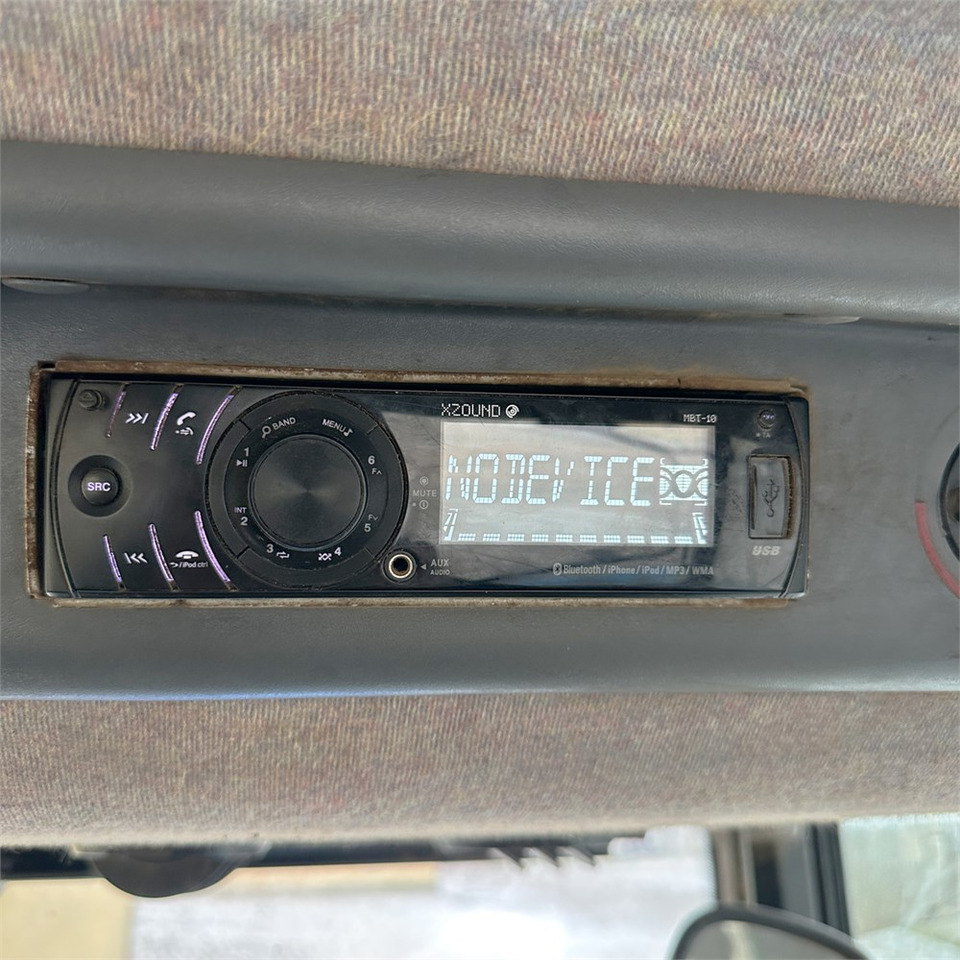 XZOUND
MBT-10
SRC
BAND
MENU
1
6
F∧
MUTE
NODEVICE
INT
2
F∨
5
3
4
/iPod ctrl
AUX
AUDIO
USB
Bluetooth / iPhone / iPod / MP3 / WMA